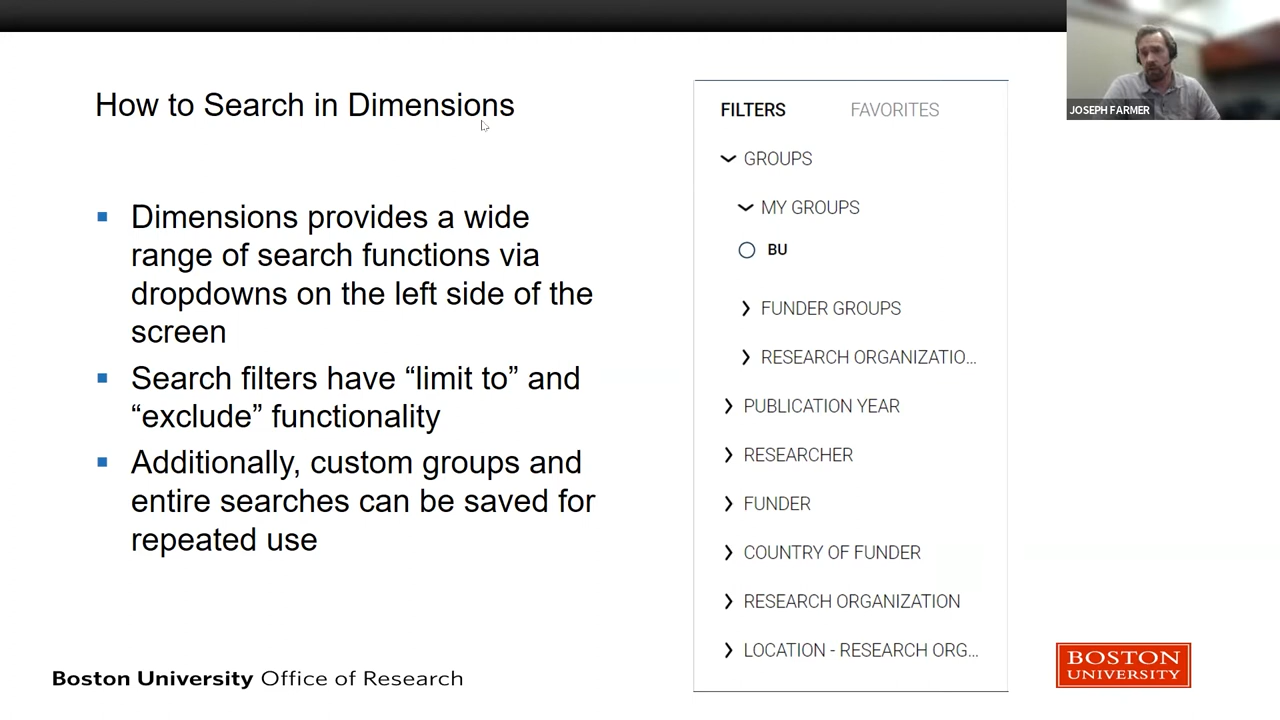 How to Search in Dimensions
Dimensions provides a wide
range of search functions via
dropdowns on the left side of the
screen
Search filters have “limit to” and
“exclude” functionality
Additionally, custom groups and
entire searches can be saved for
repeated use
FILTERS FAVORITES
GROUPS
MY GROUPS
BU
FUNDER GROUPS
RESEARCH ORGANIZATIO...
PUBLICATION YEAR
RESEARCHER
FUNDER
COUNTRY OF FUNDER
RESEARCH ORGANIZATION
LOCATION - RESEARCH ORG...
JOSEPH FARMER
Boston University Office of Research
BOSTON
UNIVERSITY